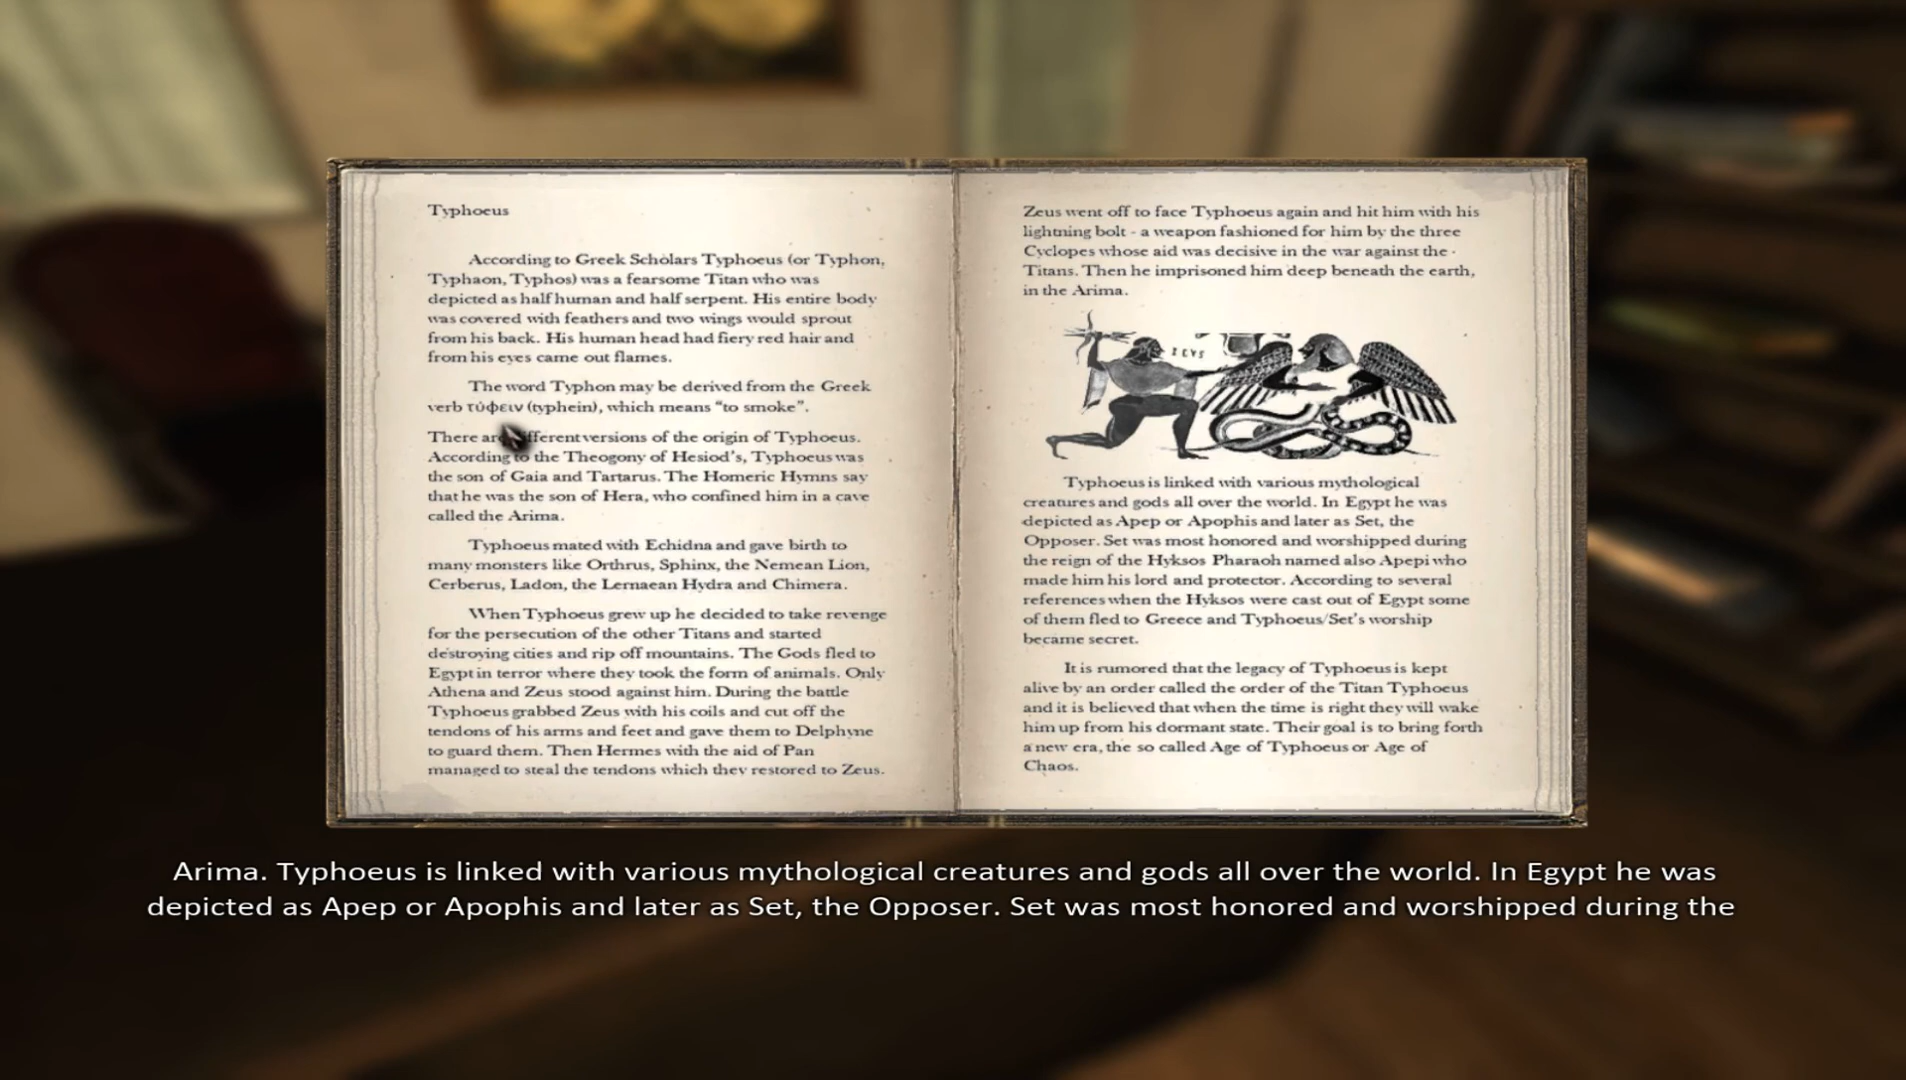 Typhoeus
According to Greek Scholars Typhoeus (or Typhon,
Typhaon, Typhos) was a fearsome Titan who was
depicted as half human and half serpent. His entire body
was covered with feathers and two wings would sprout
from his back. His human head had fiery red hair and
from his eyes came out flames.
The word Typhon may be derived from the Greek
verb τύφειν (typhein), which means “to smoke”.
There are different versions of the origin of Typhoeus.
According to the Theogony of Hesiod's, Typhoeus was
the son of Gaia and Tartarus. The Homeric Hymns say
that he was the son of Hera, who confined him in a cave
called the Arima.
Typhoeus mated with Echidna and gave birth to
many monsters like Orthrus, Sphinx, the Nemean Lion,
Cerberus, Ladon, the Lernaean Hydra and Chimera.
When Typhoeus grew up he decided to take revenge
for the persecution of the other Titans and started
destroying cities and rip off mountains. The Gods fled to
Egypt in terror where they took the form of animals. Only
Athena and Zeus stood against him. During the battle
Typhoeus grabbed Zeus with his coils and cut off the
tendons of his arms and feet and gave them to Delphyne
to guard them. Then Hermes with the aid of Pan
managed to steal the tendons which they restored to Zeus.
Zeus went off to face Typhoeus again and hit him with his
lightning bolt - a weapon fashioned for him by the three
Cyclopes whose aid was decisive in the war against the
Titans. Then he imprisoned him deep beneath the earth,
in the Arima.
ΙΕVS
Typhoeus is linked with various mythological
creatures and gods all over the world. In Egypt he was
depicted as Apep or Apophis and later as Set, the
Opposer. Set was most honored and worshipped during
the reign of the Hyksos Pharaoh named also Apepi who
made him his lord and protector. According to several
references when the Hyksos were cast out of Egypt some
of them fled to Greece and Typhoeus/Set's worship
became secret.
It is rumored that the legacy of Typhoeus is kept
alive by an order called the order of the Titan Typhoeus
and it is believed that when the time is right they will wake
him up from his dormant state. Their goal is to bring forth
a new era, the so called Age of Typhoeus or Age of
Chaos.
Arima. Typhoeus is linked with various mythological creatures and gods all over the world. In Egypt he was
depicted as Apep or Apophis and later as Set, the Opposer. Set was most honored and worshipped during the